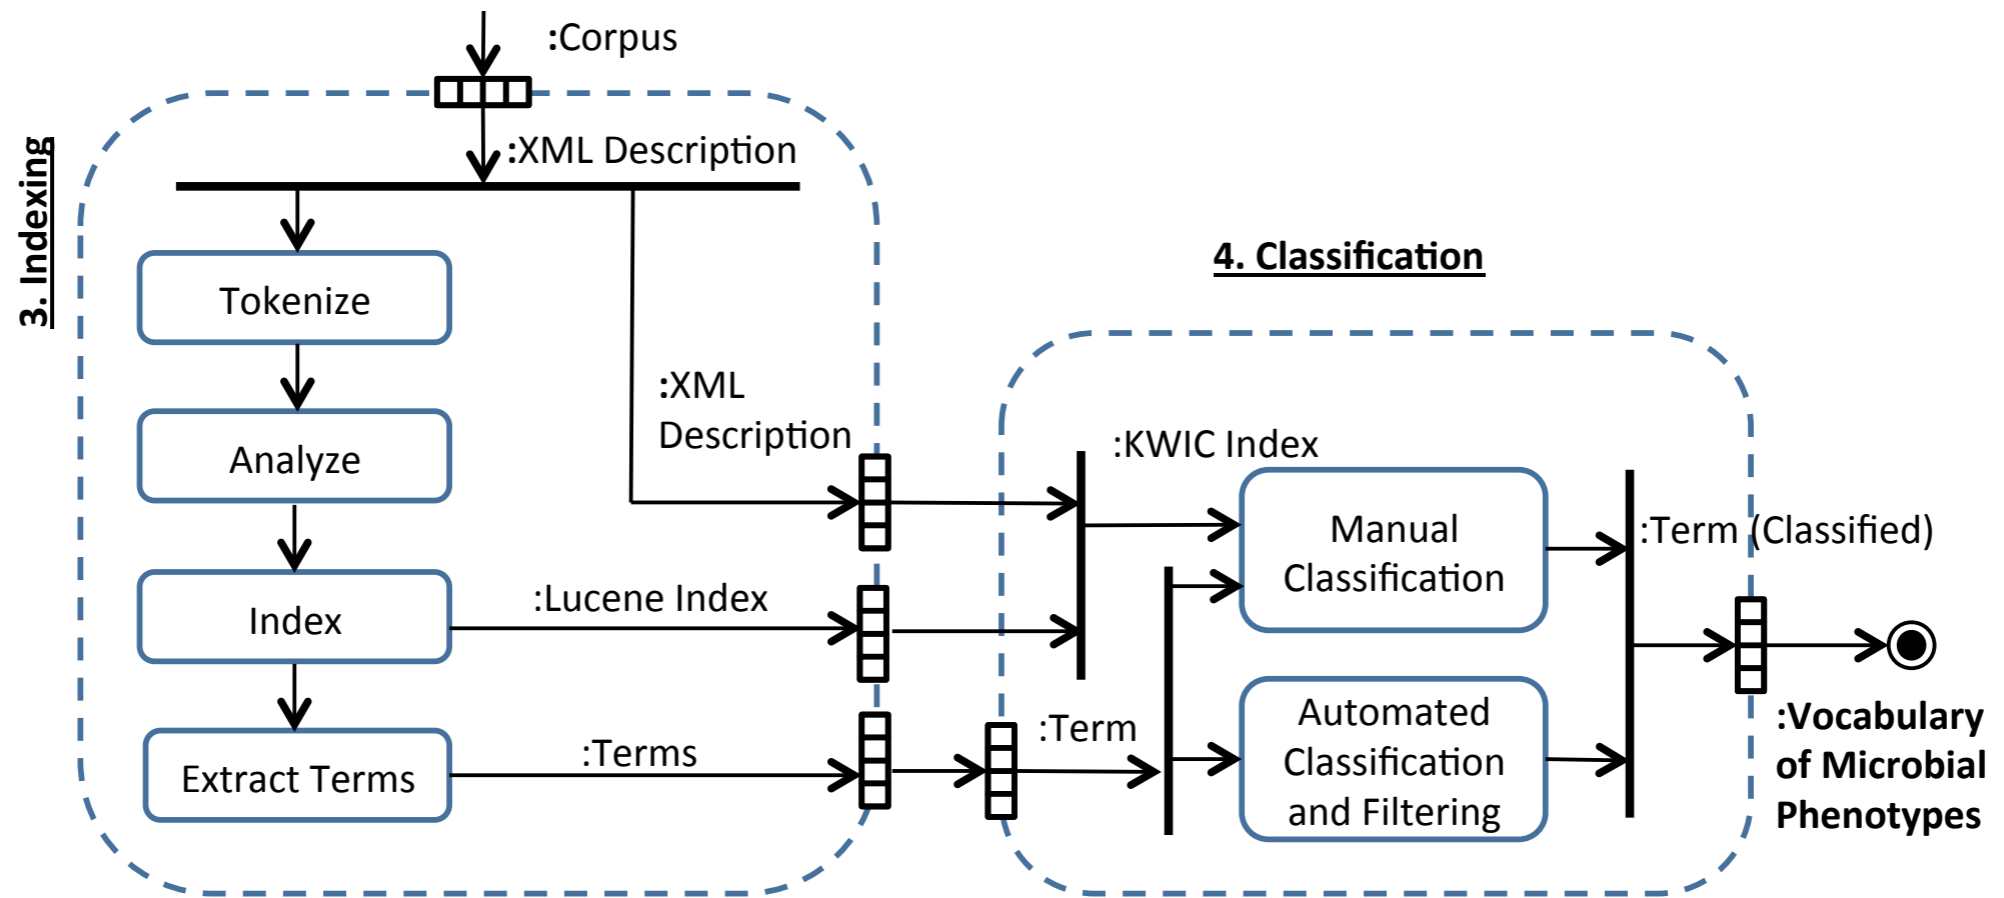 :Corpus
:XML Description
3. Indexing
Tokenize
4. Classification
:XML
Description
Analyze
:KWIC Index
Manual
Classification
:Term (Classified)
:Lucene Index
Index
:Term
Automated
Classification
and Filtering
:Vocabulary
of Microbial
Phenotypes
:Terms
Extract Terms